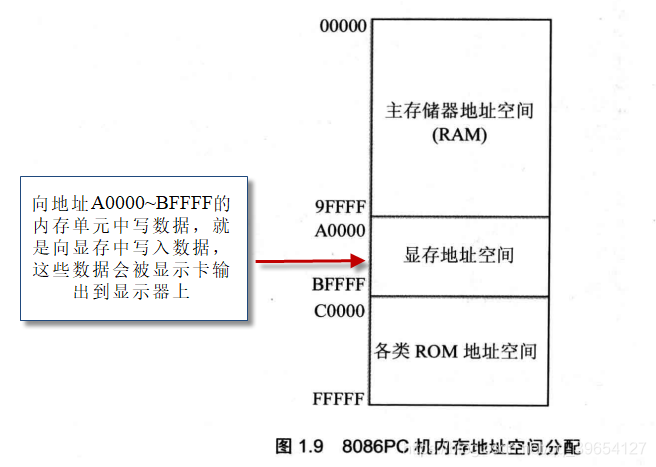 00000
主存储器地址空间
(RAM)
9FFFF
向地址A0000~BFFFF的
内存单元中写数据，就
是向显存中写入数据，
这些数据会被显示卡输
出到显示器上
A0000
显存地址空间
BFFFF
C0000
各类 ROM 地址空间
FFFFF
图 1.9 8086PC 机内存地址空间分配